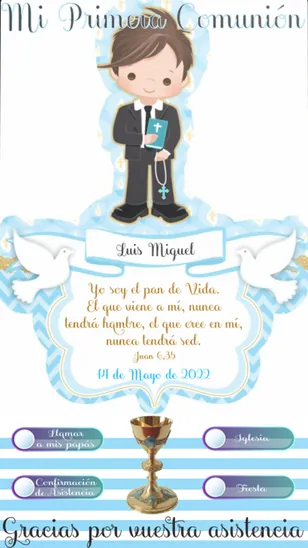 Mi Primera Comunión
Luis Miguel
Yo soy el pan de Vida.
El que viene a mí, nunca
tendrá hambre, el que cree en mí,
nunca tendrá sed.
Juan 6,35
14 de Mayo de 2022
Llamar
a mis papás
Iglesia
Confirmación
de Asistencia
Fiesta
Gracias por vuestra asistencia